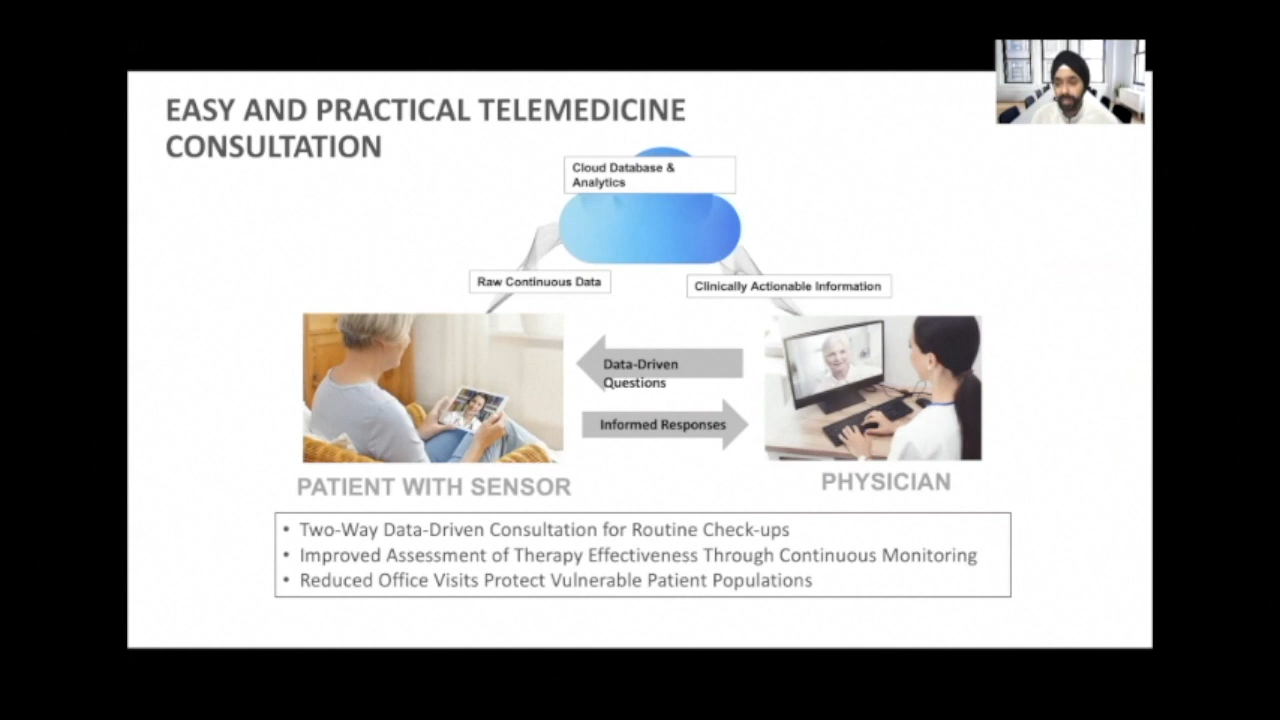 EASY AND PRACTICAL TELEMEDICINE
CONSULTATION
Cloud Database &
Analytics
Raw Continuous Data
Clinically Actionable Information
Data-Driven
Questions
Informed Responses
PATIENT WITH SENSOR
PHYSICIAN
• Two-Way Data-Driven Consultation for Routine Check-ups
• Improved Assessment of Therapy Effectiveness Through Continuous Monitoring
• Reduced Office Visits Protect Vulnerable Patient Populations